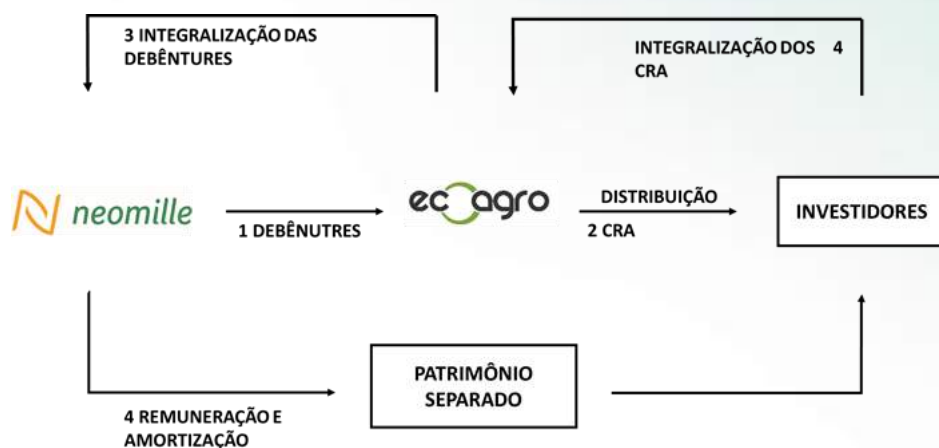 3 INTEGRALIZAÇÃO DAS
DEBÊNTURES
INTEGRALIZAÇÃO DOS 4
CRA
neomille
1 DEBÊNUTRES
ecoagro
DISTRIBUIÇÃO
2 CRA
INVESTIDORES
PATRIMÔNIO
SEPARADO
4 REMUNERAÇÃO E
AMORTIZAÇÃO